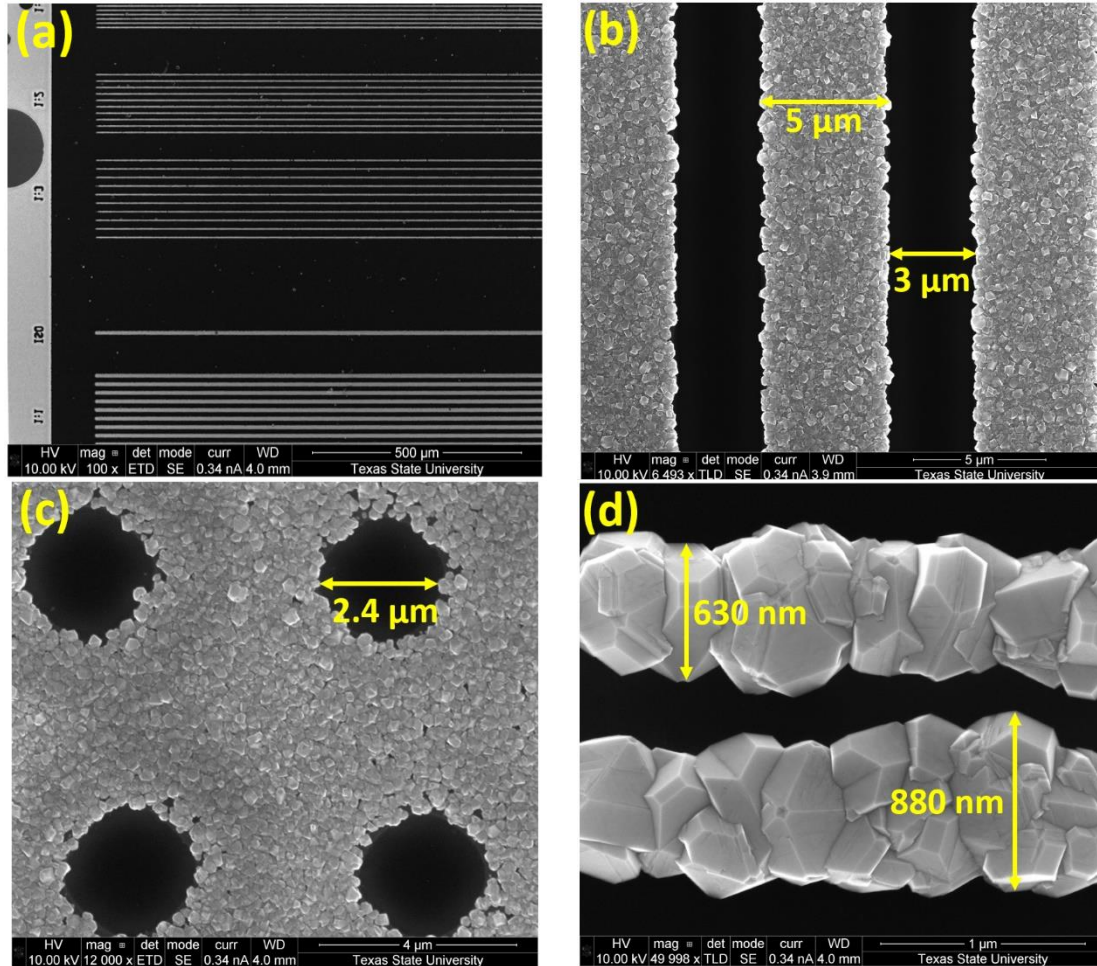 (a)
1:5
1:3
ISO
1:1
HV mag det mode curr WD 500 µm
10.00 kV 100 x ETD SE 0.34 nA 4.0 mm Texas State University
(b)
5 µm
3 µm
HV mag det mode curr WD 5 µm
10.00 kV 6 493 x TLD SE 0.34 nA 3.9 mm Texas State University
(c)
2.4 µm
HV mag det mode curr WD 4 µm
10.00 kV 12 000 x ETD SE 0.34 nA 4.0 mm Texas State University
(d)
630 nm
880 nm
HV mag det mode curr WD 1 µm
10.00 kV 49 998 x TLD SE 0.34 nA 4.0 mm Texas State University